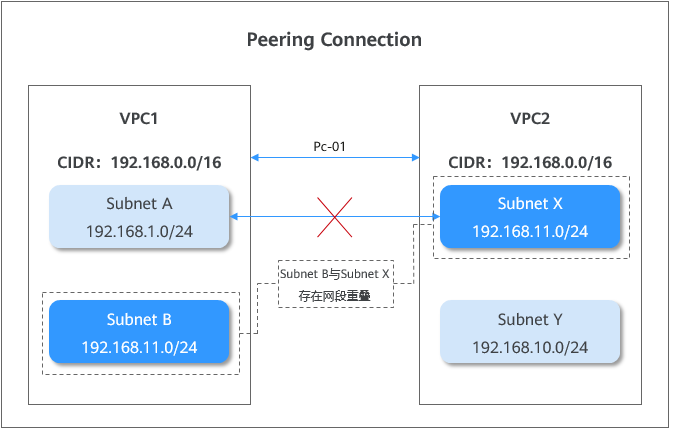 Peering Connection
VPC1
CIDR：192.168.0.0/16
Subnet A
192.168.1.0/24
Subnet B
192.168.11.0/24
Pc-01
Subnet B与Subnet X
存在网段重叠
VPC2
CIDR：192.168.0.0/16
Subnet X
192.168.11.0/24
Subnet Y
192.168.10.0/24